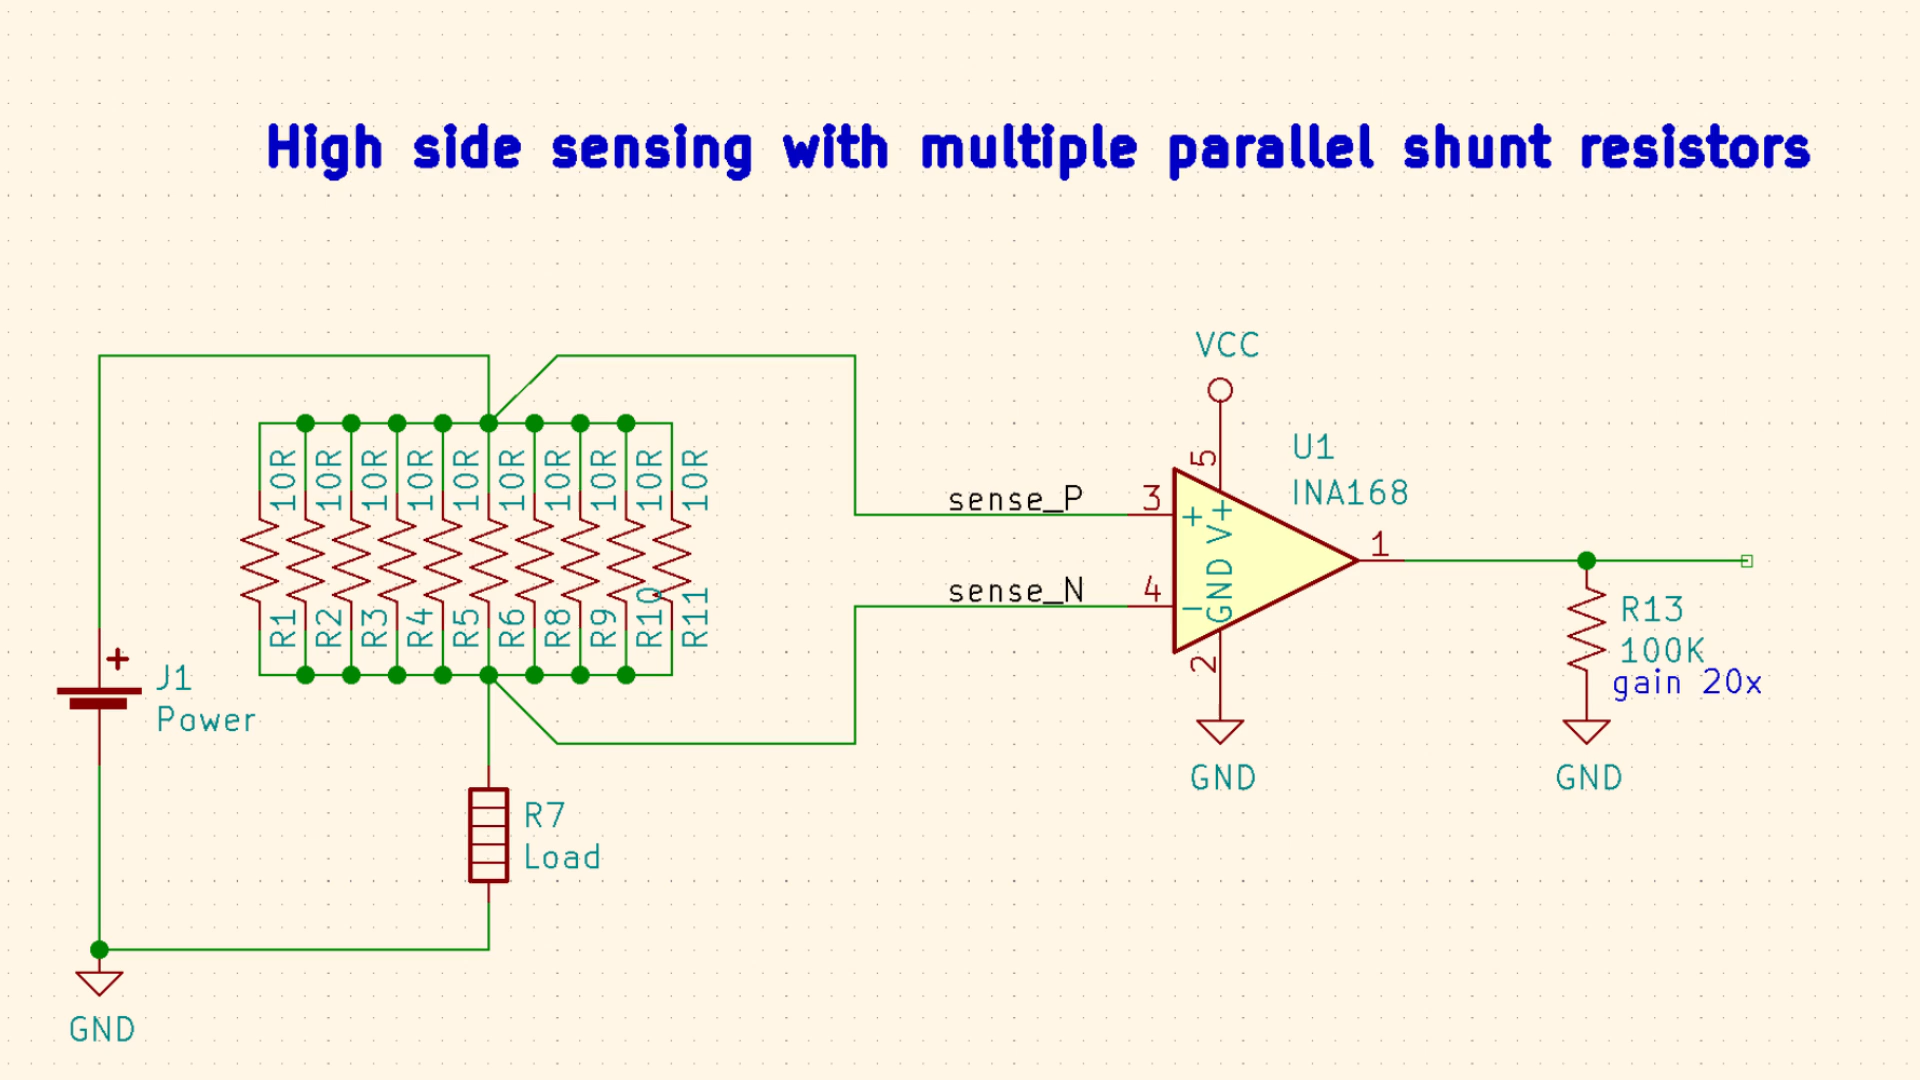 High side sensing with multiple parallel shunt resistors
VCC
10R 10R 10R 10R 10R 10R 10R 10R 10R 10R
R1 R2 R3 R4 R5 R6 R8 R9 R10 R11
sense_P
3
sense_N
4
5
+
V+
GND
−
2
GND
U1
INA168
1
R13
100K
gain 20x
GND
+
J1
Power
R7
Load
GND